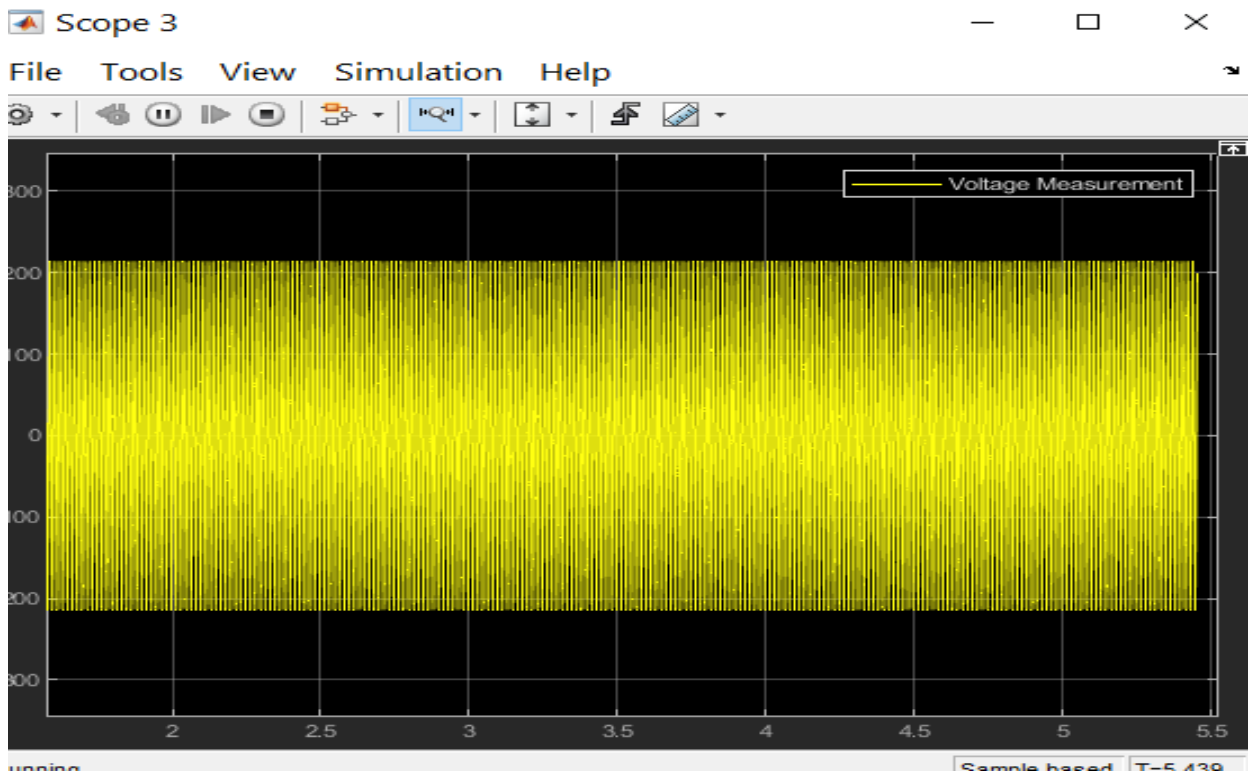 Scope 3
File Tools View Simulation Help
Voltage Measurement
300
200
100
0
100
200
300
2 2.5 3 3.5 4 4.5 5 5.5
unning Sample based T=5.439